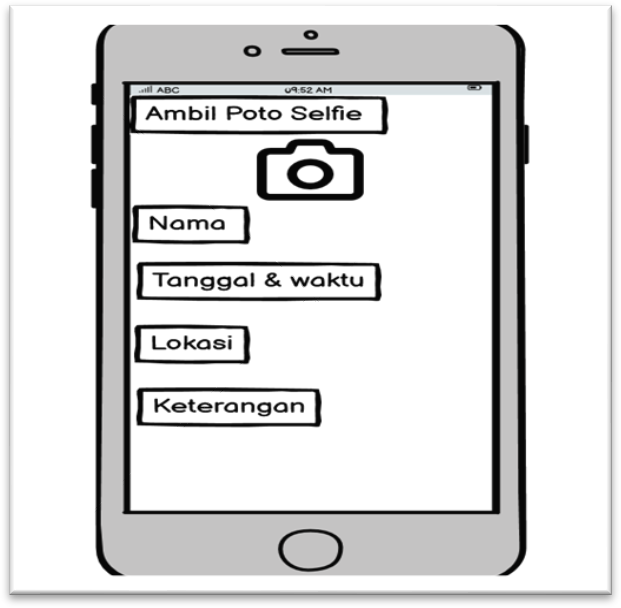 ABC
09:52 AM
Ambil Poto Selfie
Nama
Tanggal & waktu
Lokasi
Keterangan